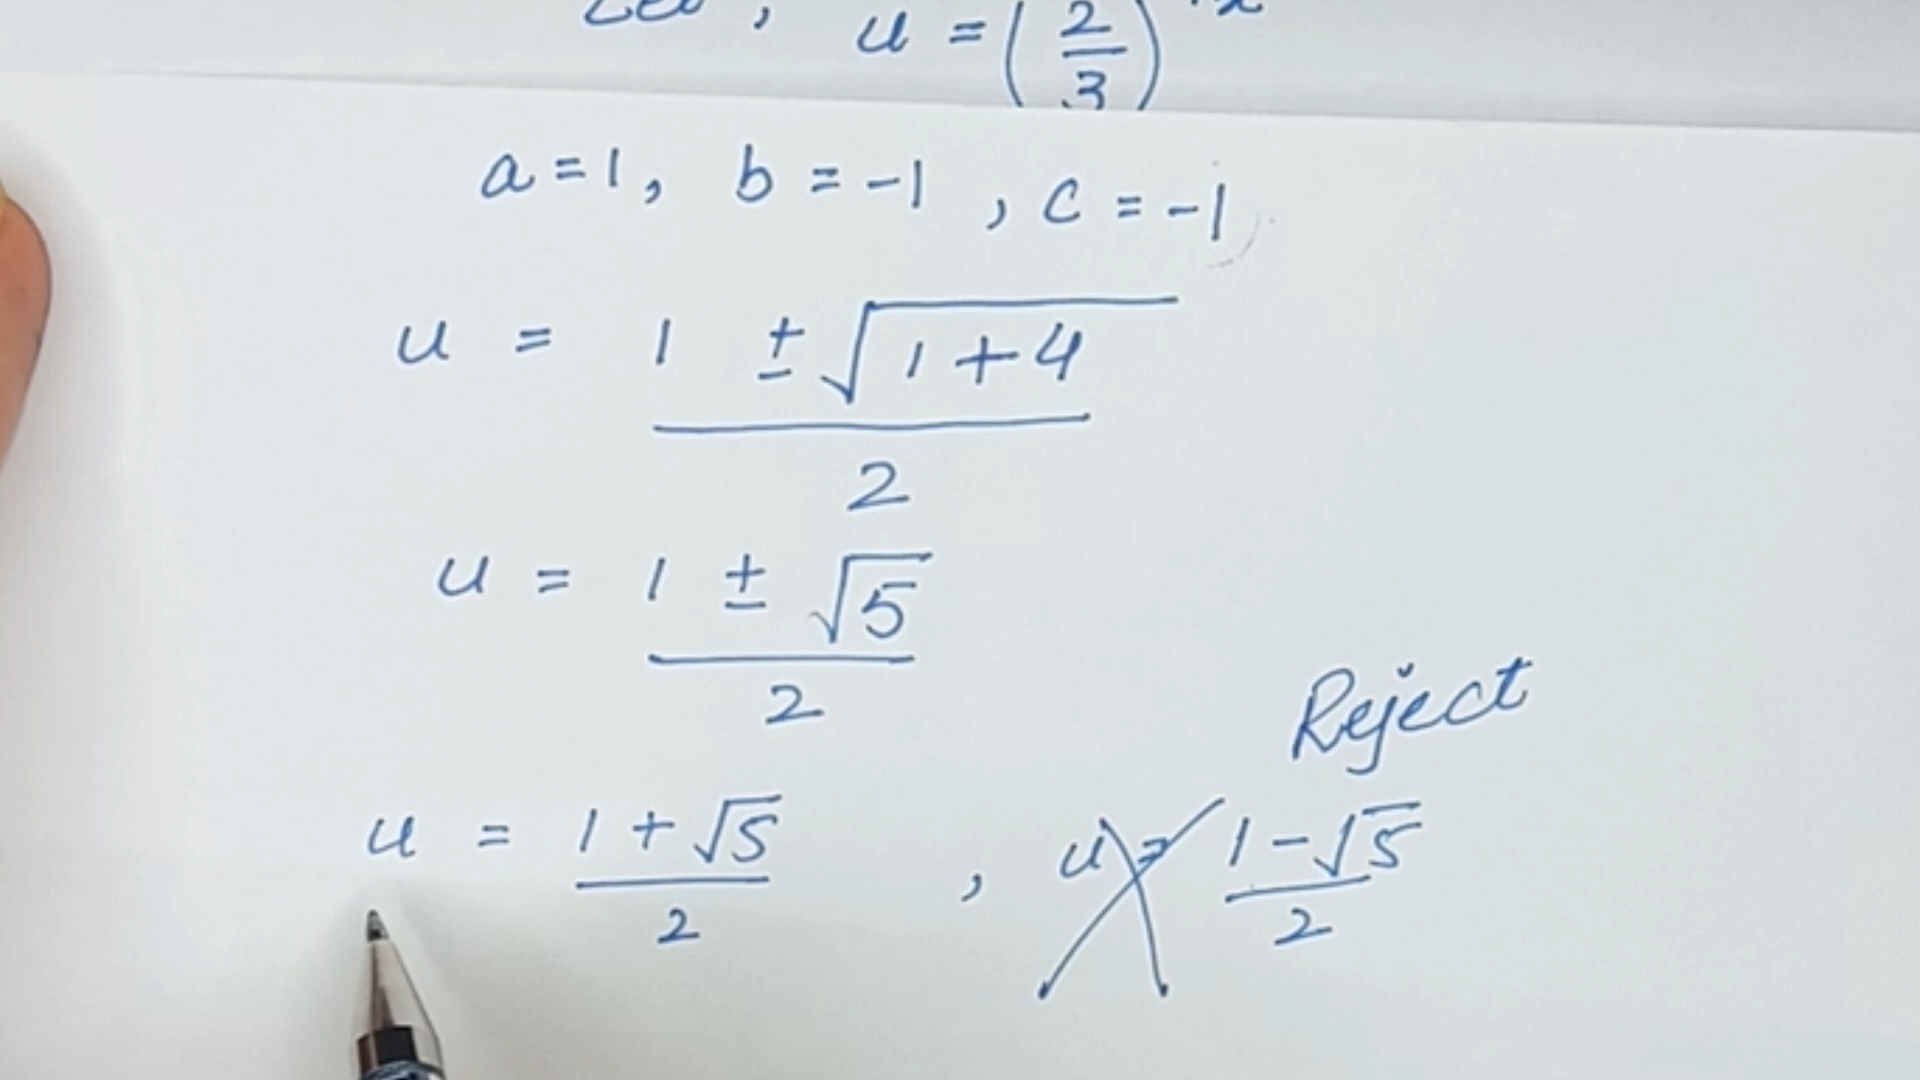 Let, u = (2/3)
a = 1, b = -1, c = -1
u = (1 ± √(1+4))/2
u = (1 ± √5)/2
Reject
u = (1+√5)/2, u = (1-√5)/2